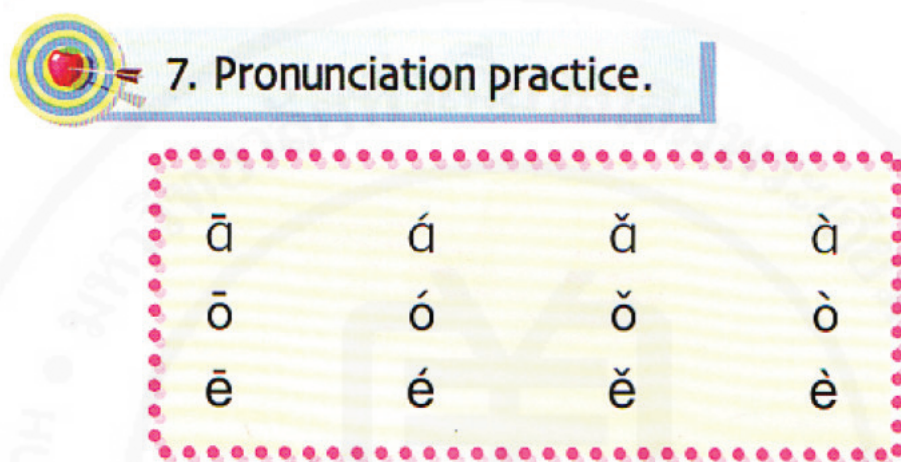 7. Pronunciation practice.
ā á ǎ à
ō ó ǒ ò
ē é ě è